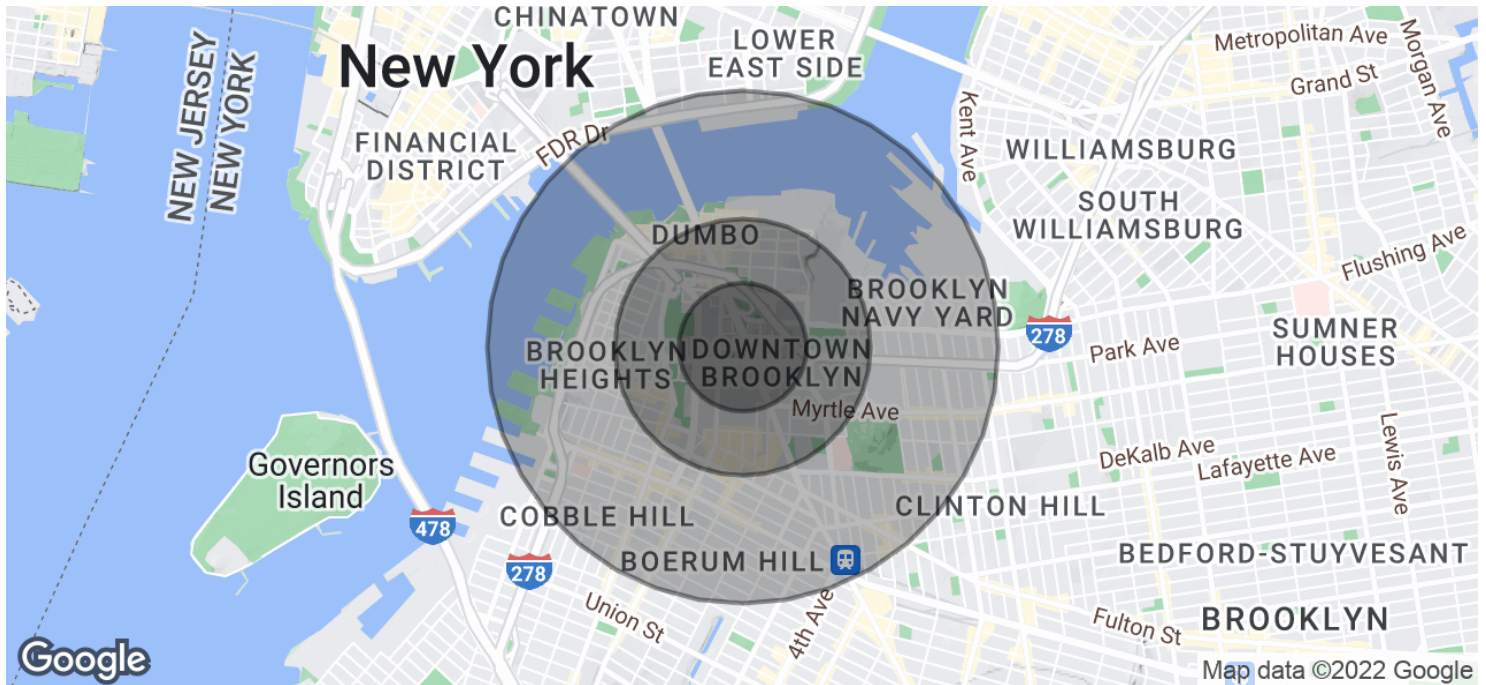 CHINATOWN
LOWER
EAST SIDE
New York
NEW JERSEY
NEW YORK
Metropolitan Ave
Grand St
Morgan Ave
Kent Ave
FINANCIAL
DISTRICT
FDR Dr
WILLIAMSBURG
SOUTH
WILLIAMSBURG
DUMBO
Flushing Ave
BROOKLYN
NAVY YARD
278
SUMNER
HOUSES
Park Ave
BROOKLYN
HEIGHTS
DOWNTOWN
BROOKLYN
Myrtle Ave
DeKalb Ave
Lafayette Ave
Lewis Ave
Governors
Island
478
COBBLE HILL
CLINTON HILL
278
BOERUM HILL
BEDFORD-STUYVESANT
Union St
4th Ave
Fulton St
BROOKLYN
Google
Map data ©2022 Google